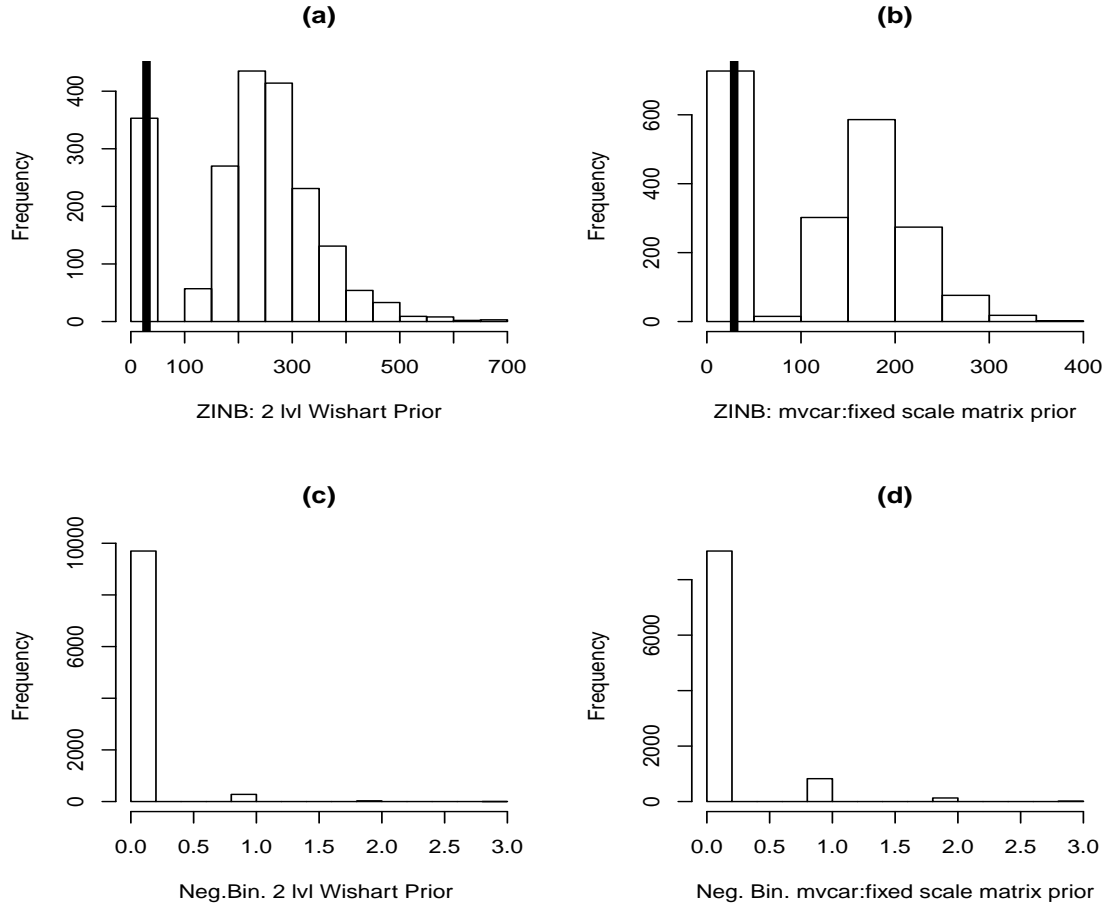 (a)
Frequency
0 100 200 300 400
0 100 300 500 700
ZINB: 2 lvl Wishart Prior
(b)
Frequency
0 200 400 600
0 100 200 300 400
ZINB: mvcar:fixed scale matrix prior
(c)
Frequency
0 2000 6000 10000
0.0 0.5 1.0 1.5 2.0 2.5 3.0
Neg.Bin. 2 lvl Wishart Prior
(d)
Frequency
0 2000 6000
0.0 0.5 1.0 1.5 2.0 2.5 3.0
Neg. Bin. mvcar:fixed scale matrix prior